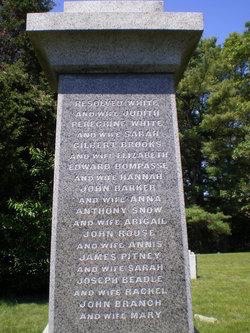 RESOLVED WHITE
AND WIFE JUDITH
PEREGRINE WHITE
AND WIFE SARAH
GILBERT BROOKS
AND WIFE ELIZABETH
EDWARD BOMPASSE
AND WIFE HANNAH
JOHN BARKER
AND WIFE ANNA
ANTHONY SNOW
AND WIFE, ABIGAIL
JOHN ROUSE
AND WIFE ANNIS
JAMES PITNEY
AND WIFE SARAH
JOSEPH BEADLE
AND WIFE RACHEL
JOHN BRANCH
AND WIFE MARY